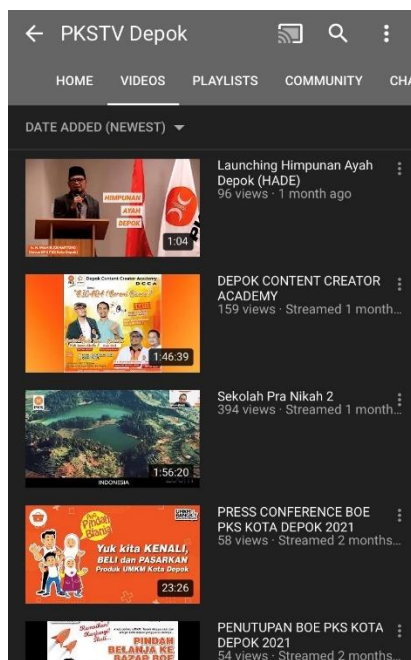 PKSTV Depok
HOME VIDEOS PLAYLISTS COMMUNITY CHA
DATE ADDED (NEWEST)
HIMPUNAN
AYAH
DEPOK
1:04
Launching Himpunan Ayah
Depok (HADE)
96 views · 1 month ago
Depok Content Creator Academy
DCCA
1:46:39
DEPOK CONTENT CREATOR
ACADEMY
159 views · Streamed 1 month...
INDONESIA
1:56:20
Sekolah Pra Nikah 2
394 views · Streamed 1 month...
Pindah
Blania
Yuk kita KENALI,
BELI dan PASARKAN
Produk UMKM Kota Depok
23:26
PRESS CONFERENCE BOE
PKS KOTA DEPOK 2021
58 views · Streamed 2 months...
PINDAH
BELANJA KE
BAZAR BOE
PENUTUPAN BOE PKS KOTA
DEPOK 2021
54 views · Streamed 2 months...